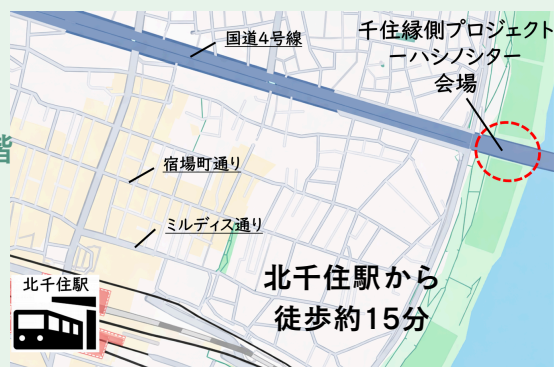 国道4号線
千住縁側プロジェクト
ーハシノシター
会場
階
宿場町通り
ミルディス通り
北千住駅
北千住駅から
徒歩約15分